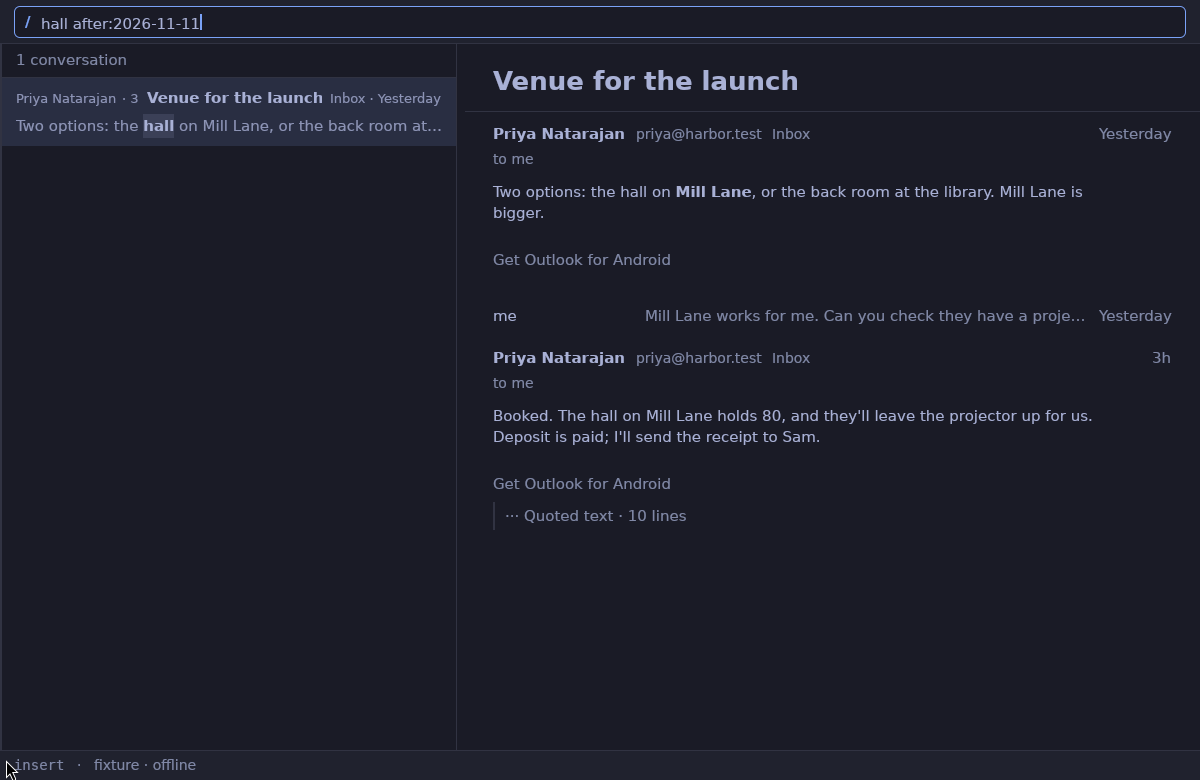 / hall after:2026-11-11
1 conversation
Priya Natarajan · 3 Venue for the launch Inbox · Yesterday
Two options: the hall on Mill Lane, or the back room at…
Venue for the launch
Priya Natarajan priya@harbor.test Inbox Yesterday
to me
Two options: the hall on Mill Lane, or the back room at the library. Mill Lane is
bigger.
Get Outlook for Android
me Mill Lane works for me. Can you check they have a proje… Yesterday
Priya Natarajan priya@harbor.test Inbox 3h
to me
Booked. The hall on Mill Lane holds 80, and they'll leave the projector up for us.
Deposit is paid; I'll send the receipt to Sam.
Get Outlook for Android
··· Quoted text · 10 lines
insert · fixture · offline